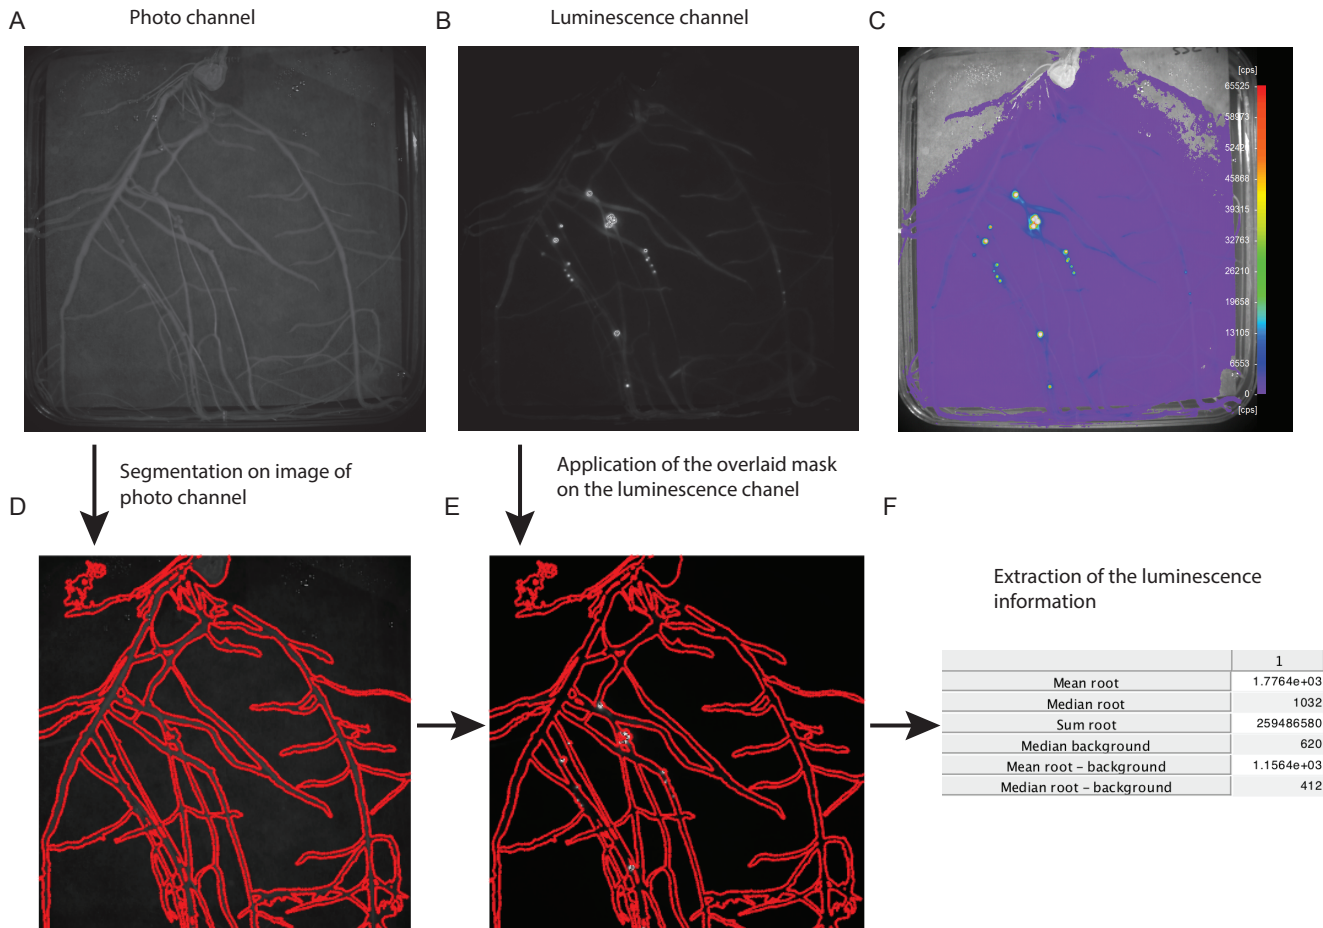 A
Photo channel
B
Luminescence channel
C
[cps]
65525
58973
52420
45868
39315
32763
26210
19658
13105
6553
0
[cps]
Segmentation on image of
photo channel
Application of the overlaid mask
on the luminescence chanel
D
E
F
Extraction of the luminescence
information
1
Mean root 1.7764e+03
Median root 1032
Sum root 259486580
Median background 620
Mean root – background 1.1564e+03
Median root – background 412